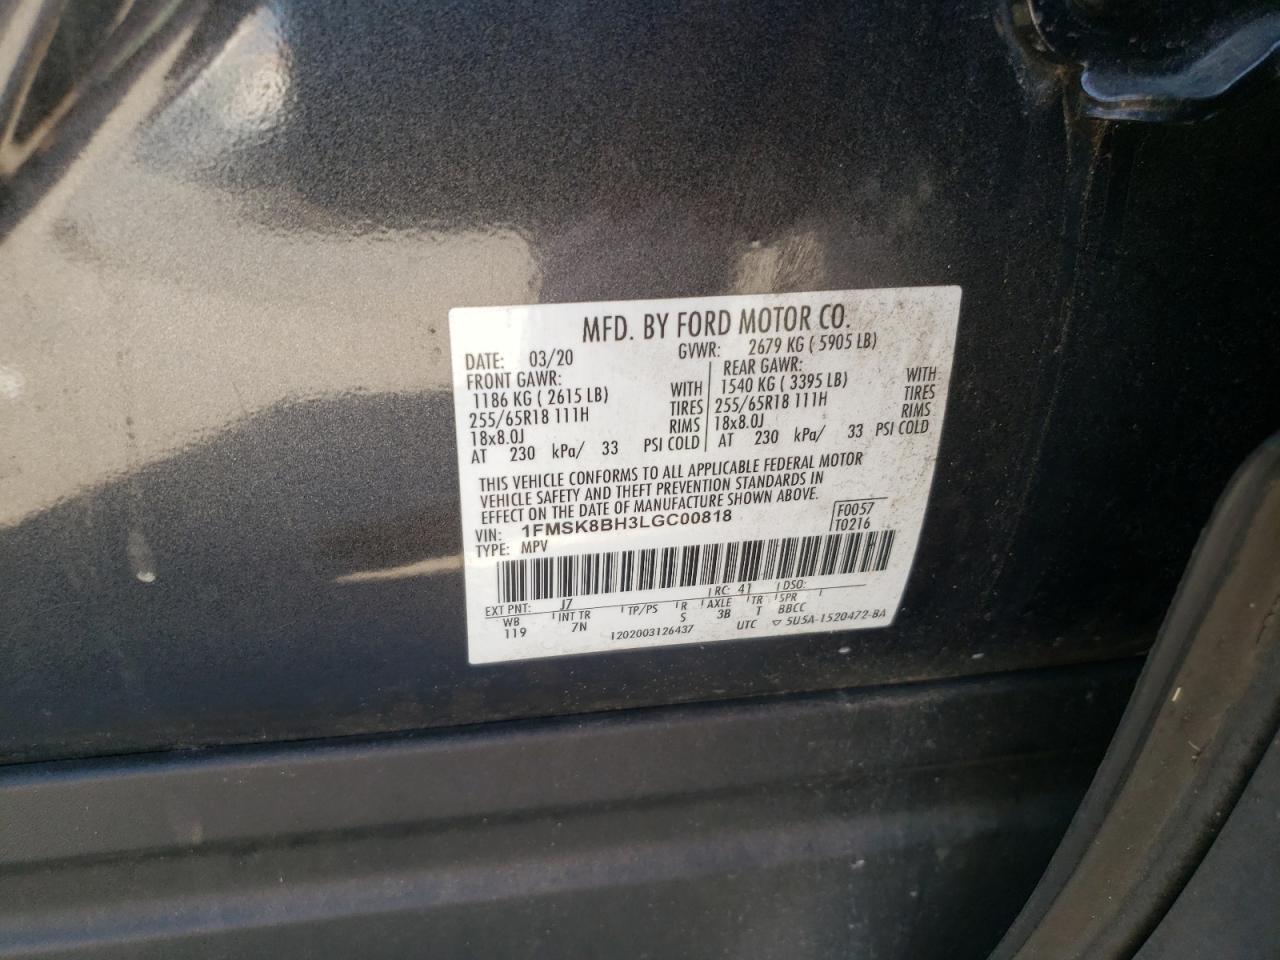 MFD. BY FORD MOTOR CO.
DATE: 03/20 GVWR: 2679 KG ( 5905 LB)
FRONT GAWR: REAR GAWR:
1186 KG ( 2615 LB) WITH 1540 KG ( 3395 LB) WITH
255/65R18 111H TIRES 255/65R18 111H TIRES
18x8.0J RIMS 18x8.0J RIMS
AT 230 kPa/ 33 PSI COLD AT 230 kPa/ 33 PSI COLD
THIS VEHICLE CONFORMS TO ALL APPLICABLE FEDERAL MOTOR
VEHICLE SAFETY AND THEFT PREVENTION STANDARDS IN
EFFECT ON THE DATE OF MANUFACTURE SHOWN ABOVE.
VIN: 1FMSK8BH3LGC00818 F0057
TYPE: MPV T0216
EXT PNT: J7 RC: 41 DSO:
WB INT TR TP/PS R AXLE TR SPR
119 7N S 3B T BBCC
1202003126437 UTC ▽ 5U5A-1520472-BA